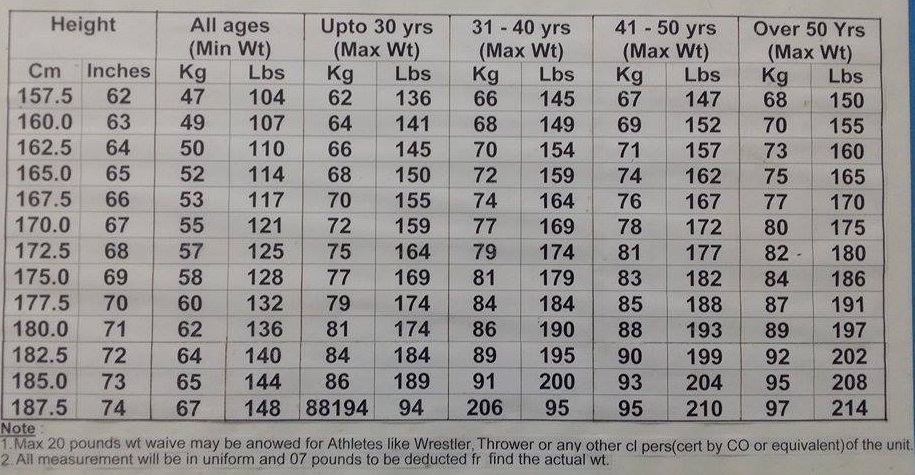 Height All ages Upto 30 yrs 31 - 40 yrs 41 - 50 yrs Over 50 Yrs
(Min Wt) (Max Wt) (Max Wt) (Max Wt) (Max Wt)
Cm Inches Kg Lbs Kg Lbs Kg Lbs Kg Lbs Kg Lbs
157.5 62 47 104 62 136 66 145 67 147 68 150
160.0 63 49 107 64 141 68 149 69 152 70 155
162.5 64 50 110 66 145 70 154 71 157 73 160
165.0 65 52 114 68 150 72 159 74 162 75 165
167.5 66 53 117 70 155 74 164 76 167 77 170
170.0 67 55 121 72 159 77 169 78 172 80 175
172.5 68 57 125 75 164 79 174 81 177 82 180
175.0 69 58 128 77 169 81 179 83 182 84 186
177.5 70 60 132 79 174 84 184 85 188 87 191
180.0 71 62 136 81 174 86 190 88 193 89 197
182.5 72 64 140 84 184 89 195 90 199 92 202
185.0 73 65 144 86 189 91 200 93 204 95 208
187.5 74 67 148 88194 94 206 95 95 210 97 214
Note :
1.Max 20 pounds wt waive may be anowed for Athletes like Wrestler, Thrower or any other cl pers(cert by CO or equivalent)of the unit
2. All measurement will be in uniform and 07 pounds to be deducted fr find the actual wt.